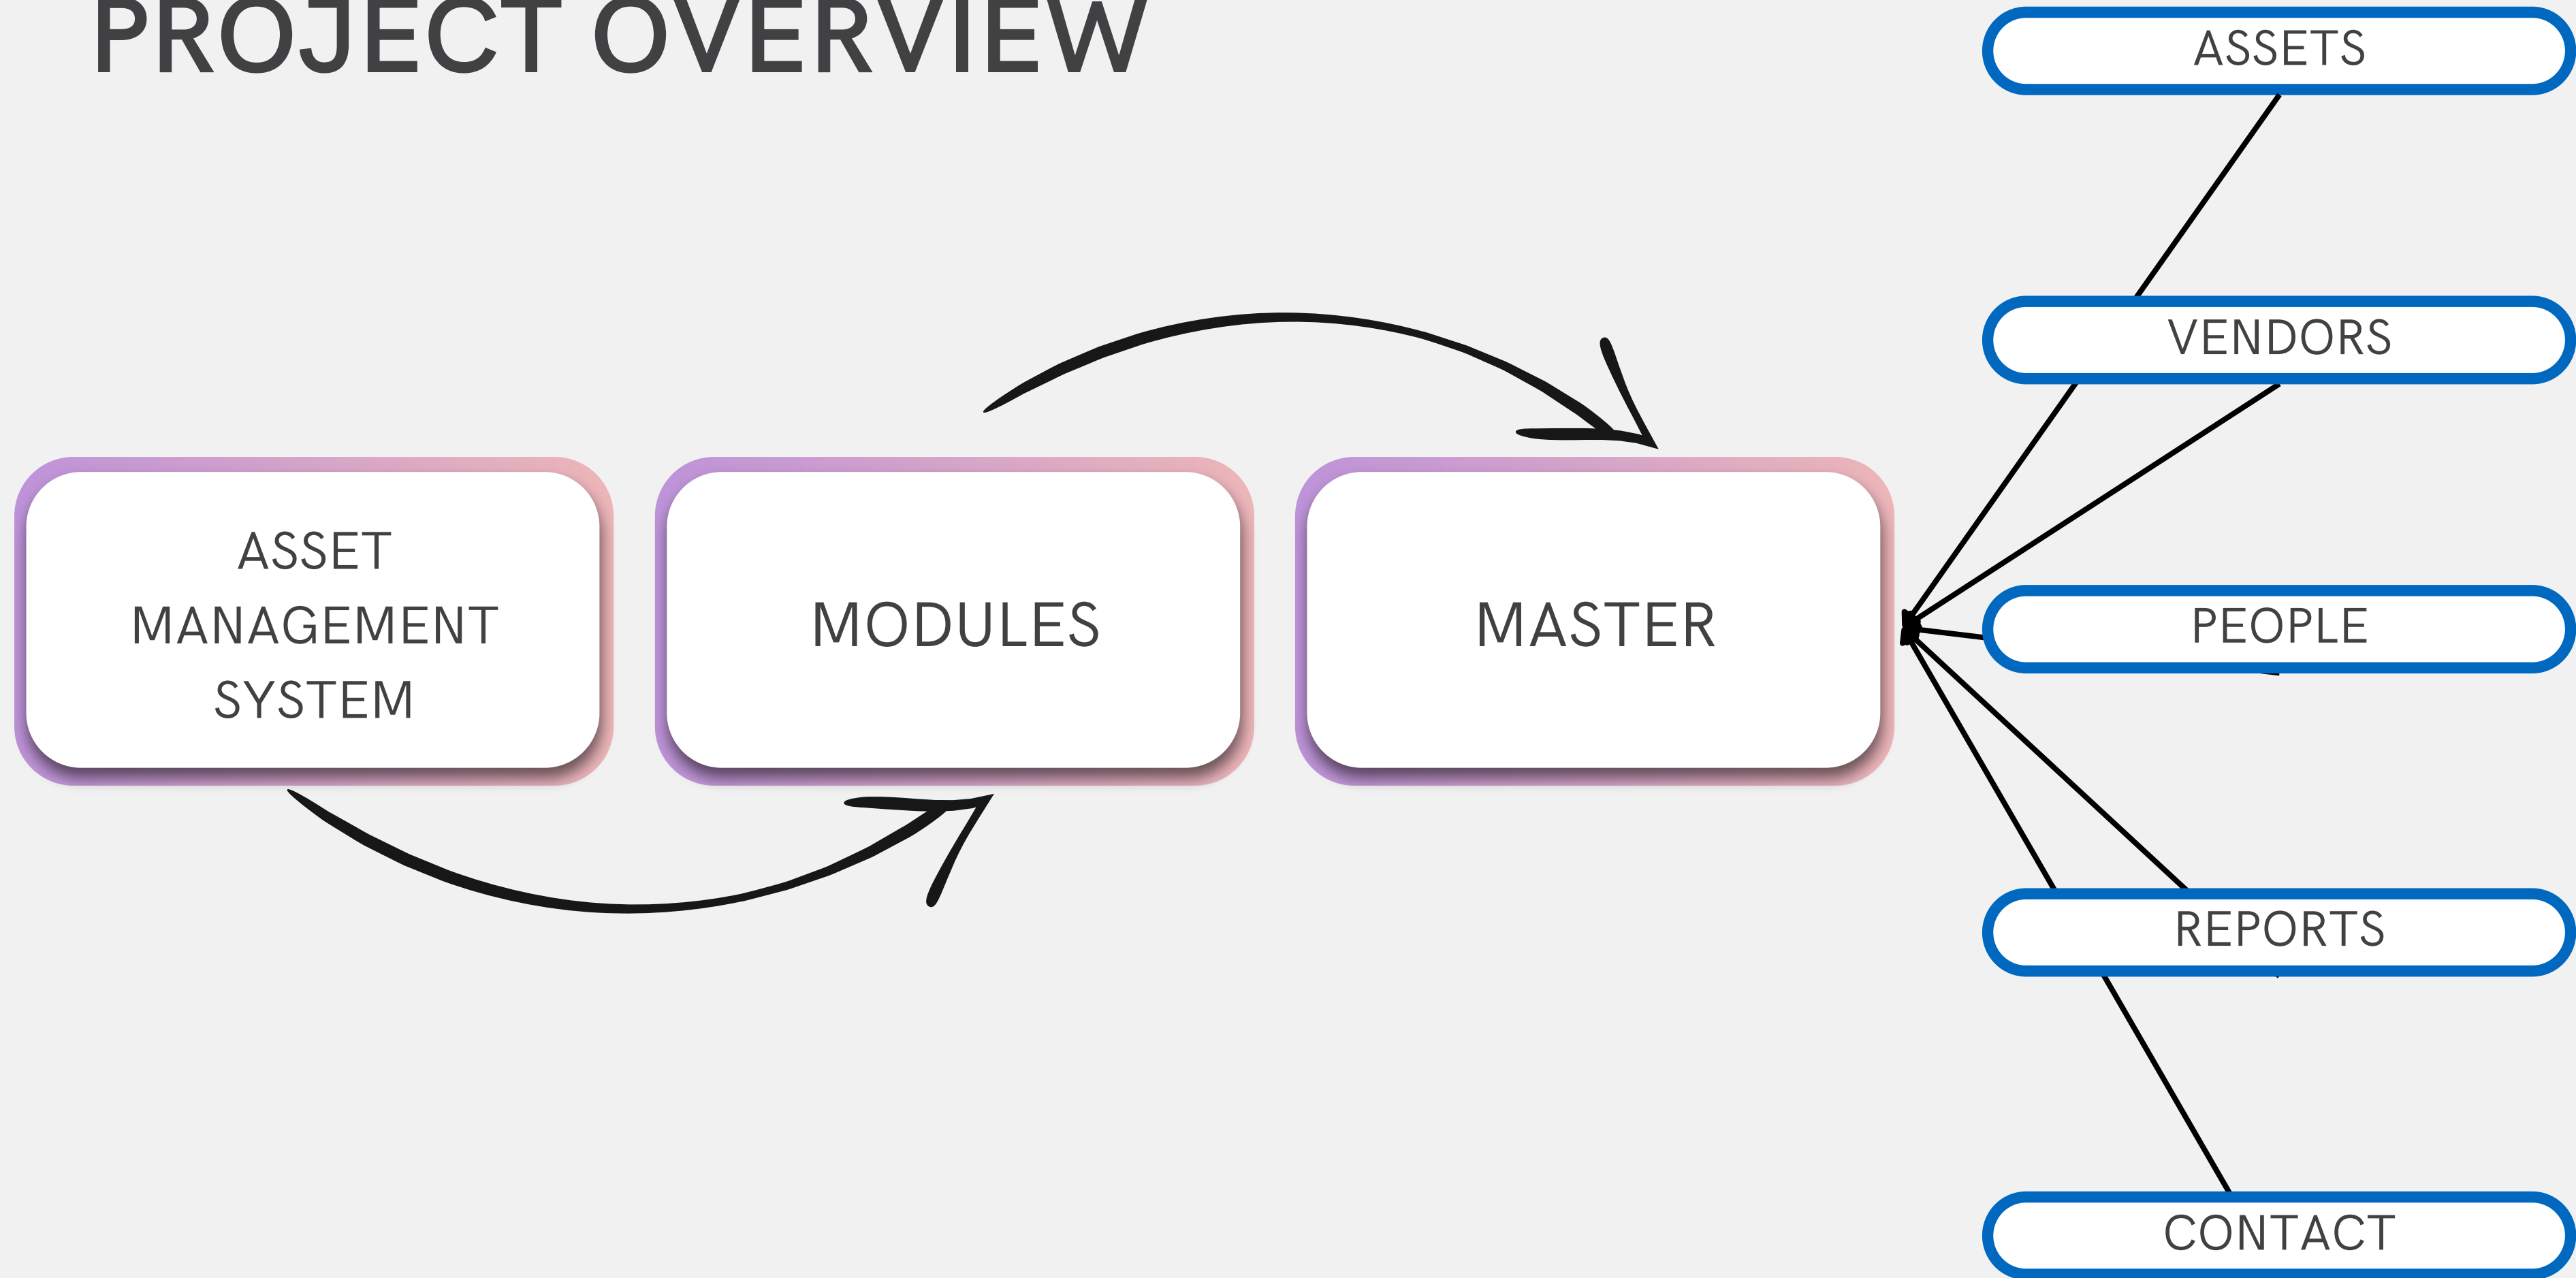 PROJECT OVERVIEW
ASSET
MANAGEMENT
SYSTEM
MODULES
MASTER
ASSETS
VENDORS
PEOPLE
REPORTS
CONTACT